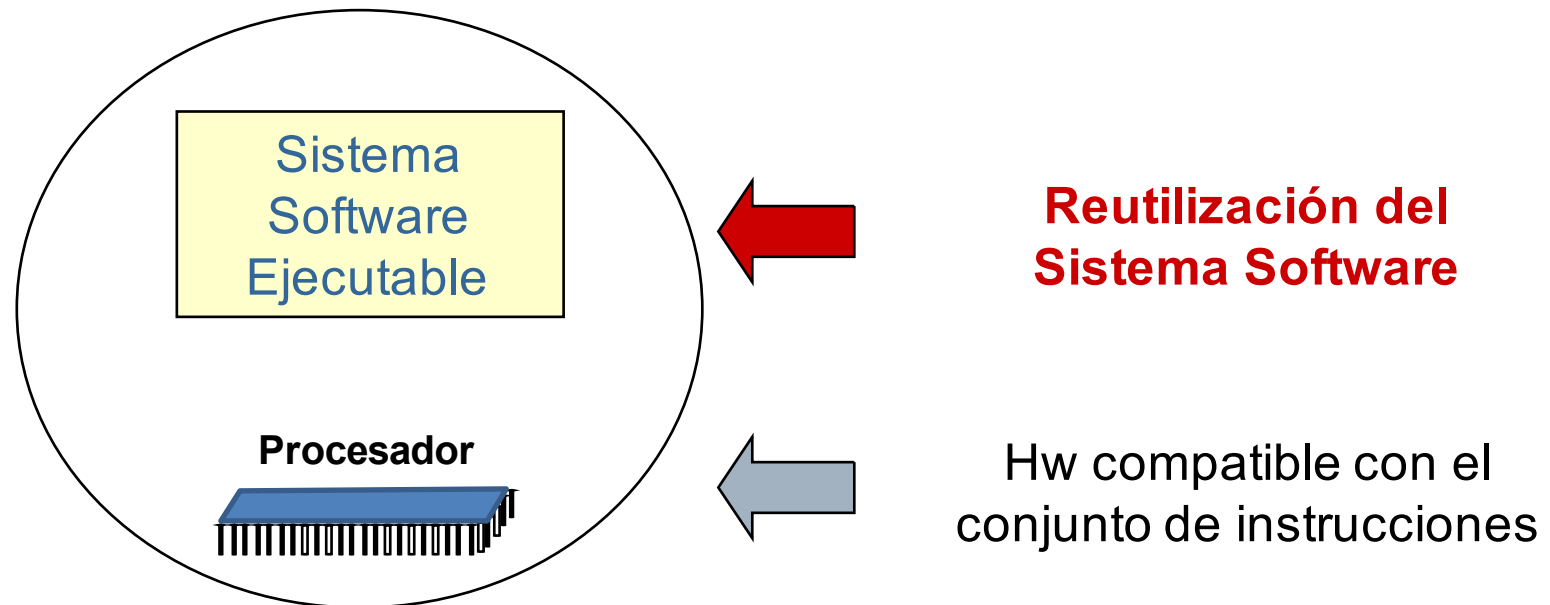 Sistema
Software
Ejecutable
Reutilización del
Sistema Software
Procesador
Hw compatible con el
conjunto de instrucciones